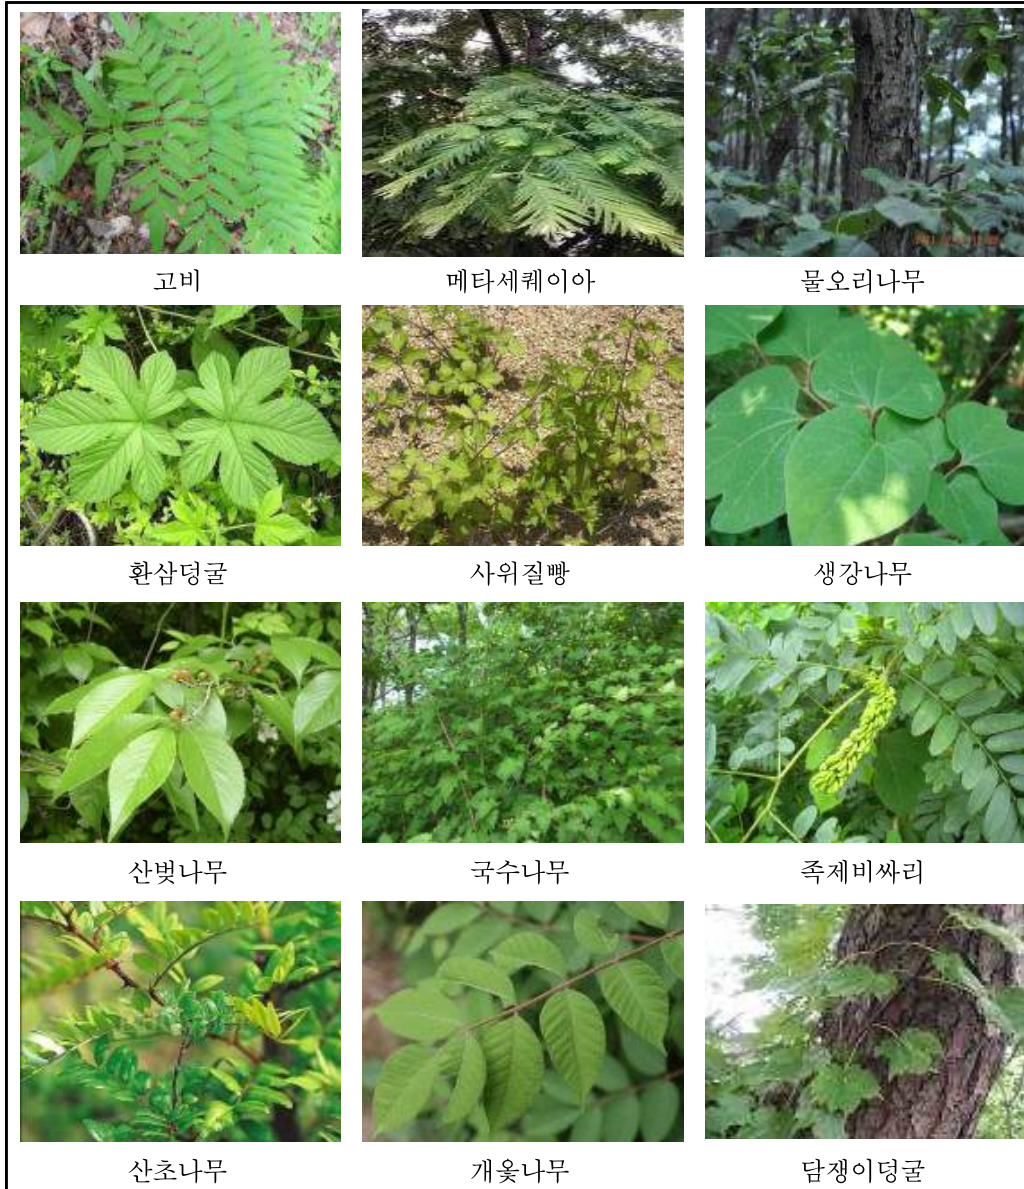 고비 메타세퀘이아 물오리나무
환삼덩굴 사위질빵 생강나무
산벚나무 국수나무 족제비싸리
산초나무 개옻나무 담쟁이덩굴